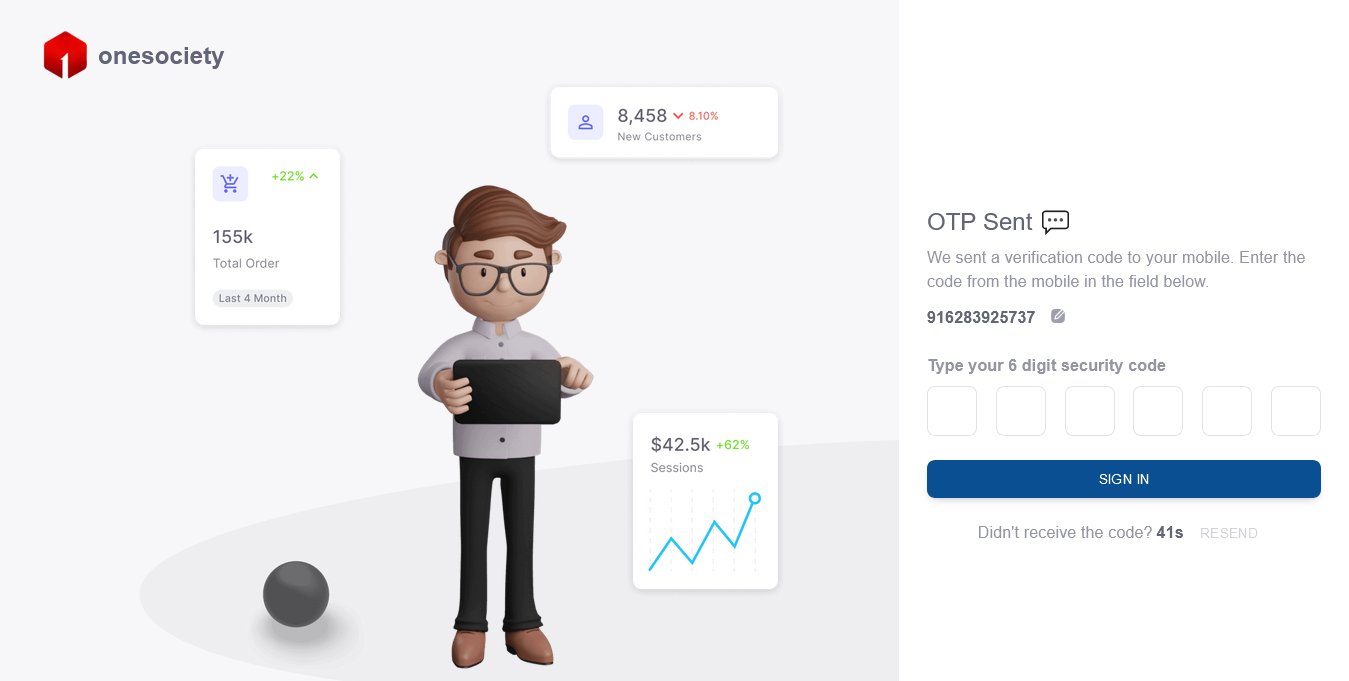 onesociety
8,458 8.10%
New Customers
+22%
155k
Total Order
Last 4 Month
$42.5k +62%
Sessions
OTP Sent
We sent a verification code to your mobile. Enter the
code from the mobile in the field below.
916283925737
Type your 6 digit security code
SIGN IN
Didn't receive the code? 41s RESEND